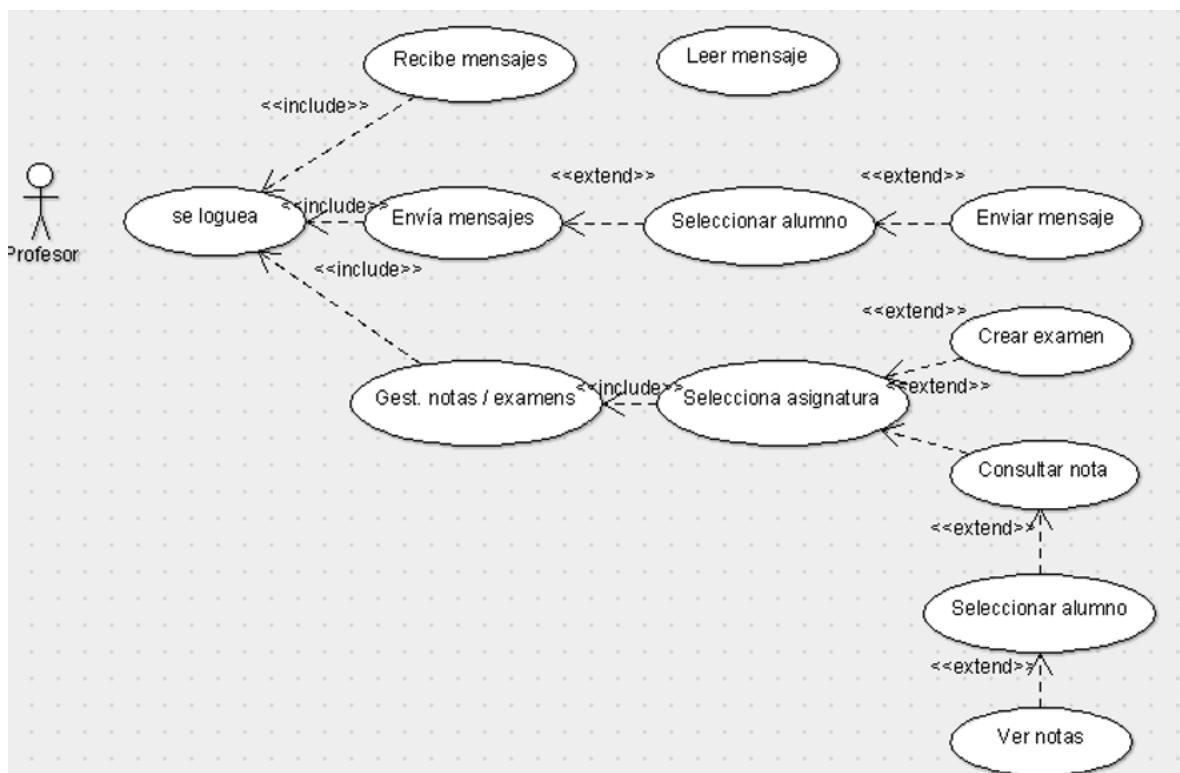 Recibe mensajes
Leer mensaje
<<include>>
<<extend>>
<<extend>>
se loguea
<<include>>
Envía mensajes
Seleccionar alumno
Enviar mensaje
Profesor
<<include>>
<<extend>>
Crear examen
Gest. notas / examens
<<include>>
Selecciona asignatura
<<extend>>
Consultar nota
<<extend>>
Seleccionar alumno
<<extend>>
Ver notas